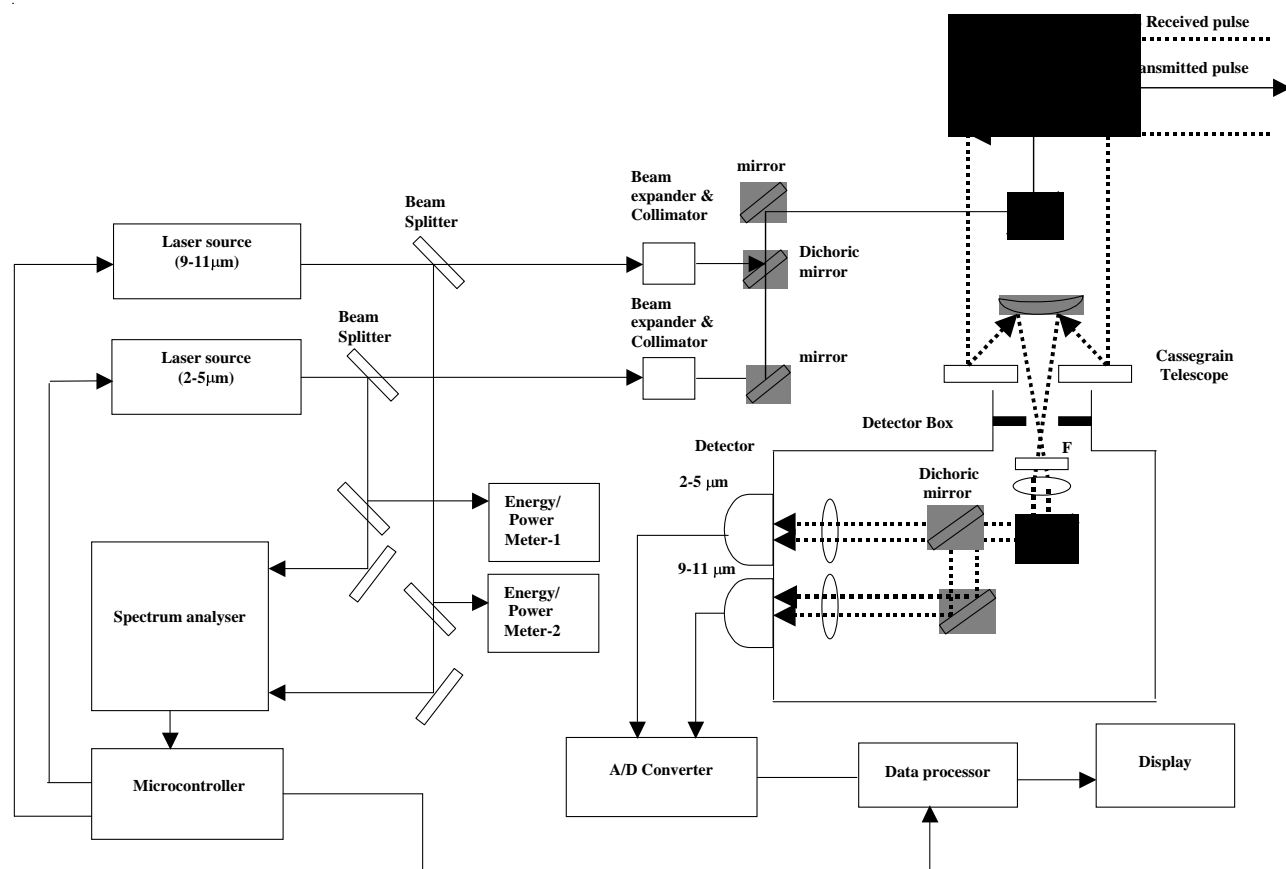 Received pulse
ansmitted pulse
mirror
Beam
expander &
Collimator
Beam
Splitter
Laser source
(9-11μm)
Dichoric
mirror
Beam
expander &
Collimator
Beam
Splitter
Laser source
(2-5μm)
mirror
Cassegrain
Telescope
Detector Box
Detector
F
2-5 μm
Dichoric
mirror
Energy/
Power
Meter-1
9-11 μm
Energy/
Power
Meter-2
Spectrum analyser
A/D Converter
Data processor
Display
Microcontroller